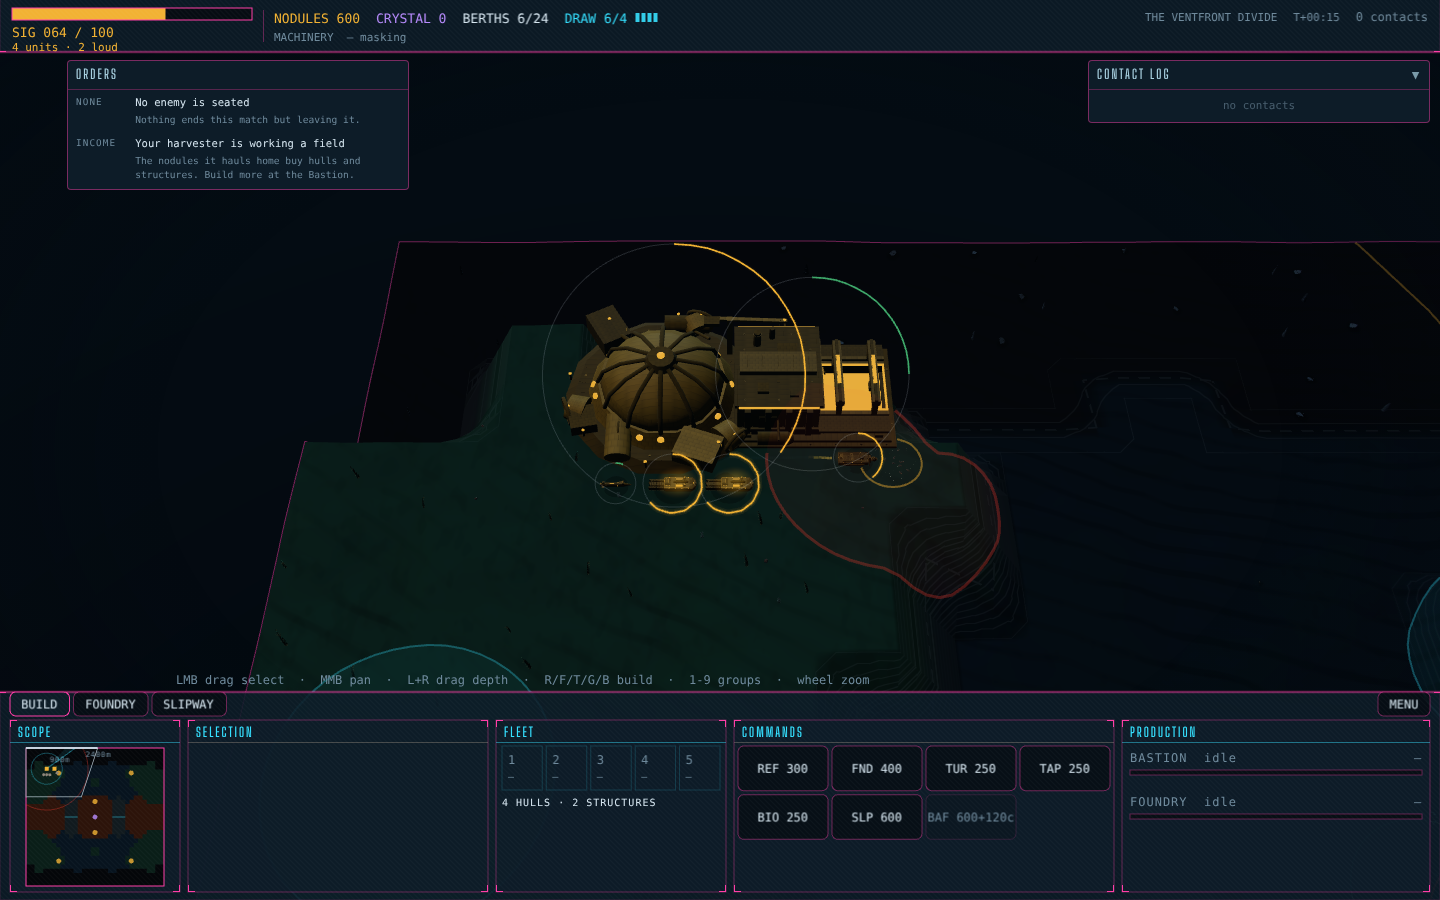 SIG 064 / 100
4 units · 2 loud
NODULES 600 CRYSTAL 0 BERTHS 6/24 DRAW 6/4
MACHINERY — masking
THE VENTFRONT DIVIDE T+00:15 0 contacts
ORDERS
NONE No enemy is seated
Nothing ends this match but leaving it.
INCOME Your harvester is working a field
The nodules it hauls home buy hulls and
structures. Build more at the Bastion.
CONTACT LOG ▼
no contacts
LMB drag select · MMB pan · L+R drag depth · R/F/T/G/B build · 1-9 groups · wheel zoom
BUILD FOUNDRY SLIPWAY MENU
SCOPE
900m 2400m
SELECTION
FLEET
1 2 3 4 5
— — — — —
4 HULLS · 2 STRUCTURES
COMMANDS
REF 300 FND 400 TUR 250 TAP 250
BIO 250 SLP 600 BAF 600+120c
PRODUCTION
BASTION idle —
FOUNDRY idle —